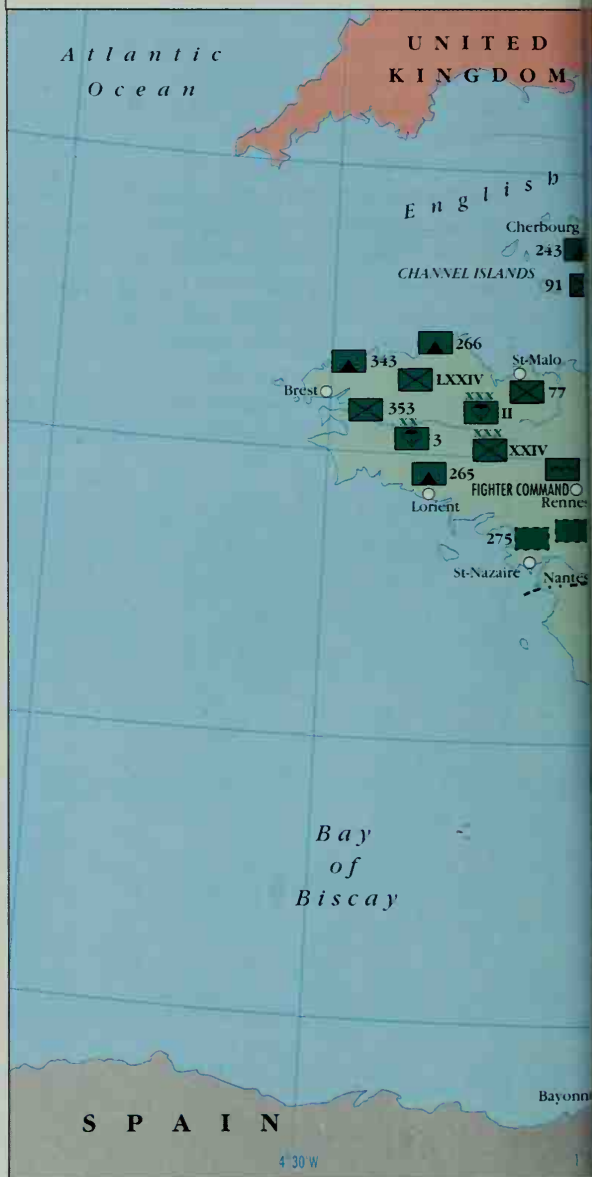 Atlantic
Ocean
UNITED
KINGDOM
English
Cherbourg
243
CHANNEL ISLANDS
91
266
343
St-Malo
LXXIV
77
Brest
XXX
353
II
XX
XXX
3
XXIV
265
FIGHTER COMMAND
Lorient
Rennes
275
St-Nazaire
Nantes
Bay
of
Biscay
Bayonn
SPAIN
4°30'W
1